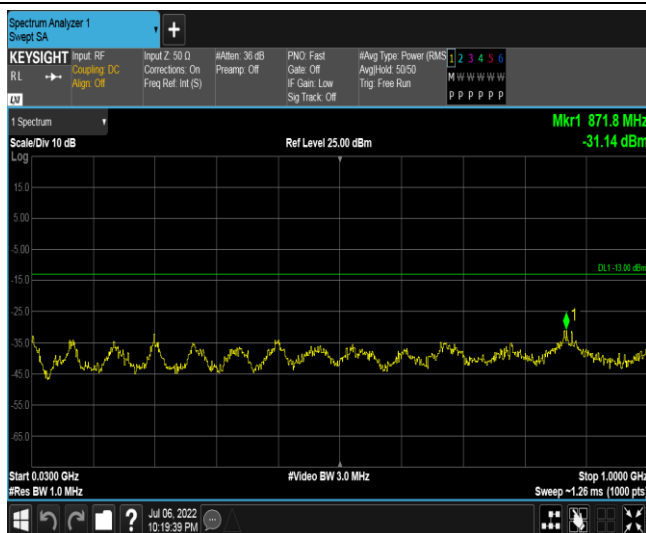 Spectrum Analyzer 1
Swept SA
+
KEYSIGHT
RL
LXI
Input: RF
Coupling: DC
Align: Off
Input Z: 50 Ω
Corrections: On
Freq Ref: Int (S)
#Atten: 36 dB
Preamp: Off
PNO: Fast
Gate: Off
IF Gain: Low
Sig Track: Off
#Avg Type: Power (RMS
Avg|Hold: 50/50
Trig: Free Run
1 2 3 4 5 6
M W W W W W
P P P P P P
1 Spectrum
Mkr1 871.8 MHz
Scale/Div 10 dB
Ref Level 25.00 dBm
-31.14 dBm
Log
15.0
5.00
-5.00
DL1 -13.00 dBm
-15.0
-25.0
1
-35.0
-45.0
-55.0
-65.0
Start 0.0300 GHz
#Video BW 3.0 MHz
Stop 1.0000 GHz
#Res BW 1.0 MHz
Sweep ~1.26 ms (1000 pts)
?
Jul 06, 2022
10:19:39 PM